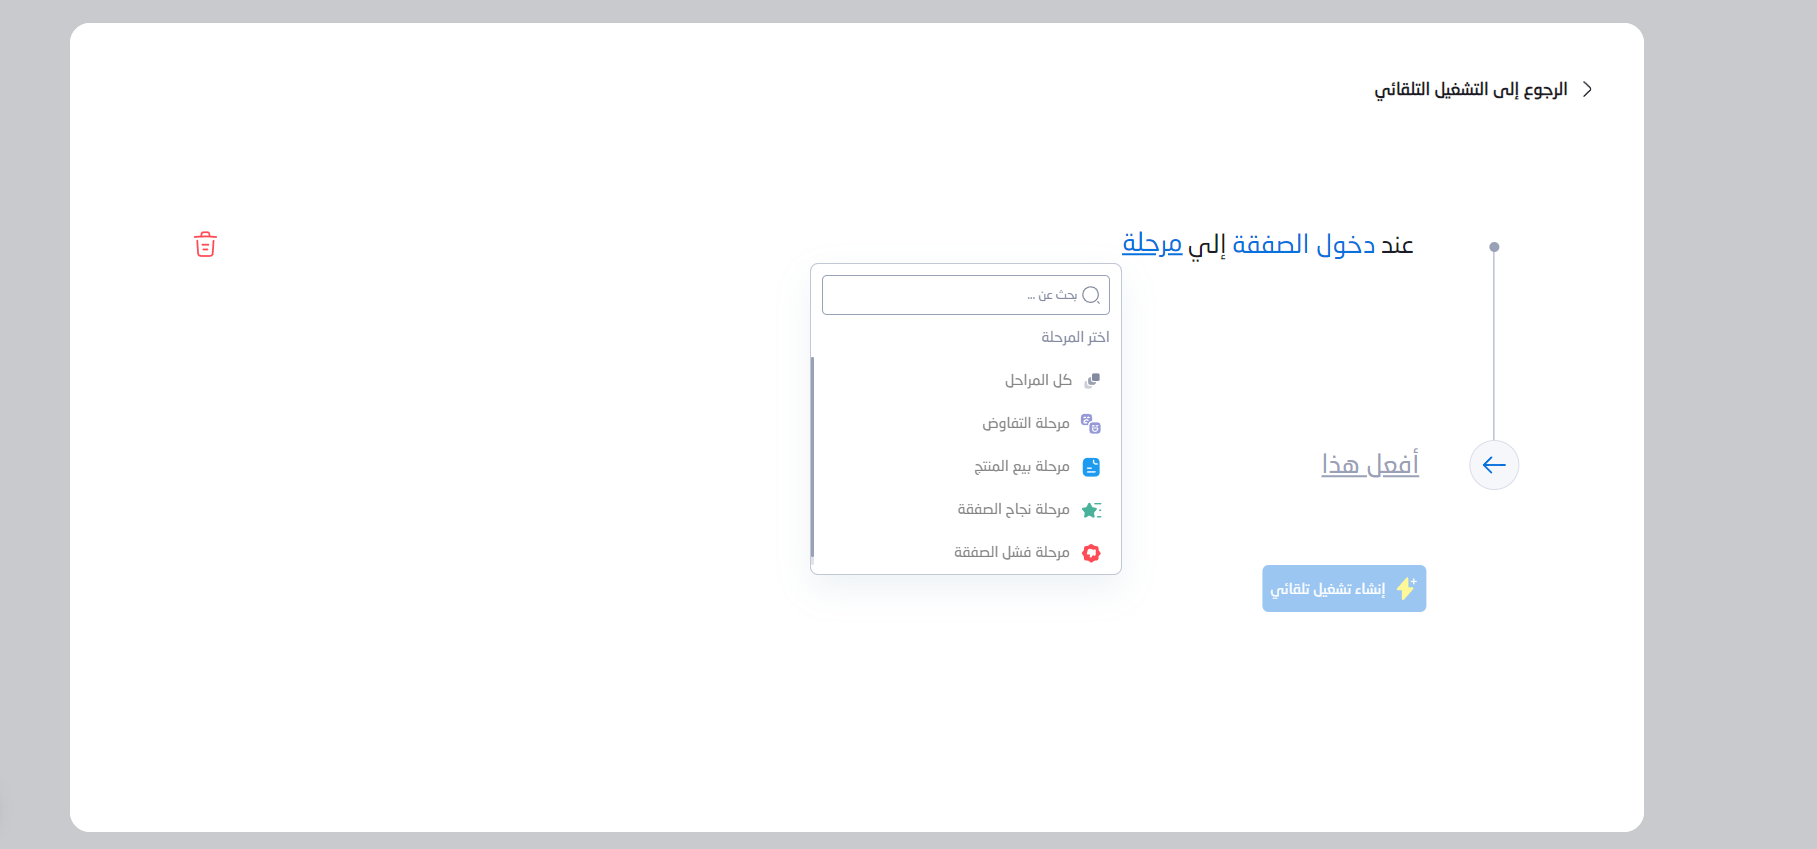 الرجوع إلى التشغيل التلقائي
عند دخول الصفقة إلي مرحلة
بحث عن ...
اختر المرحلة
كل المراحل
مرحلة التفاوض
مرحلة بيع المنتج
مرحلة نجاح الصفقة
مرحلة فشل الصفقة
أفعل هذا
إنشاء تشغيل تلقائي